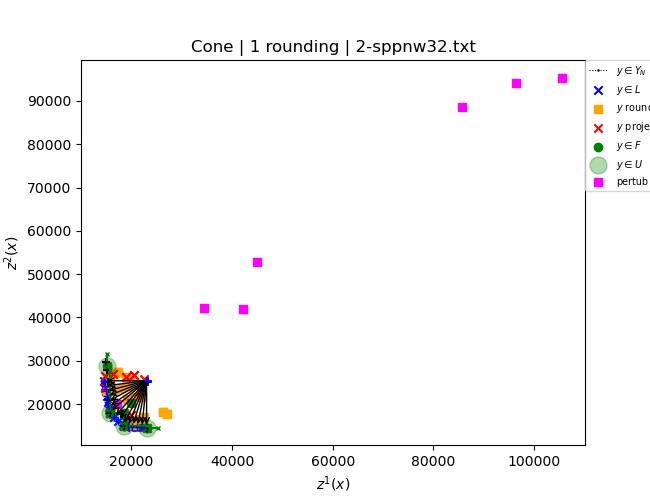 Cone | 1 rounding | 2-sppnw32.txt
y ∈ Y_N
y ∈ L
y roun
y proje
y ∈ F
y ∈ U
pertub
90000
80000
70000
60000
50000
40000
30000
20000
z²(x)
20000 40000 60000 80000 100000
z¹(x)